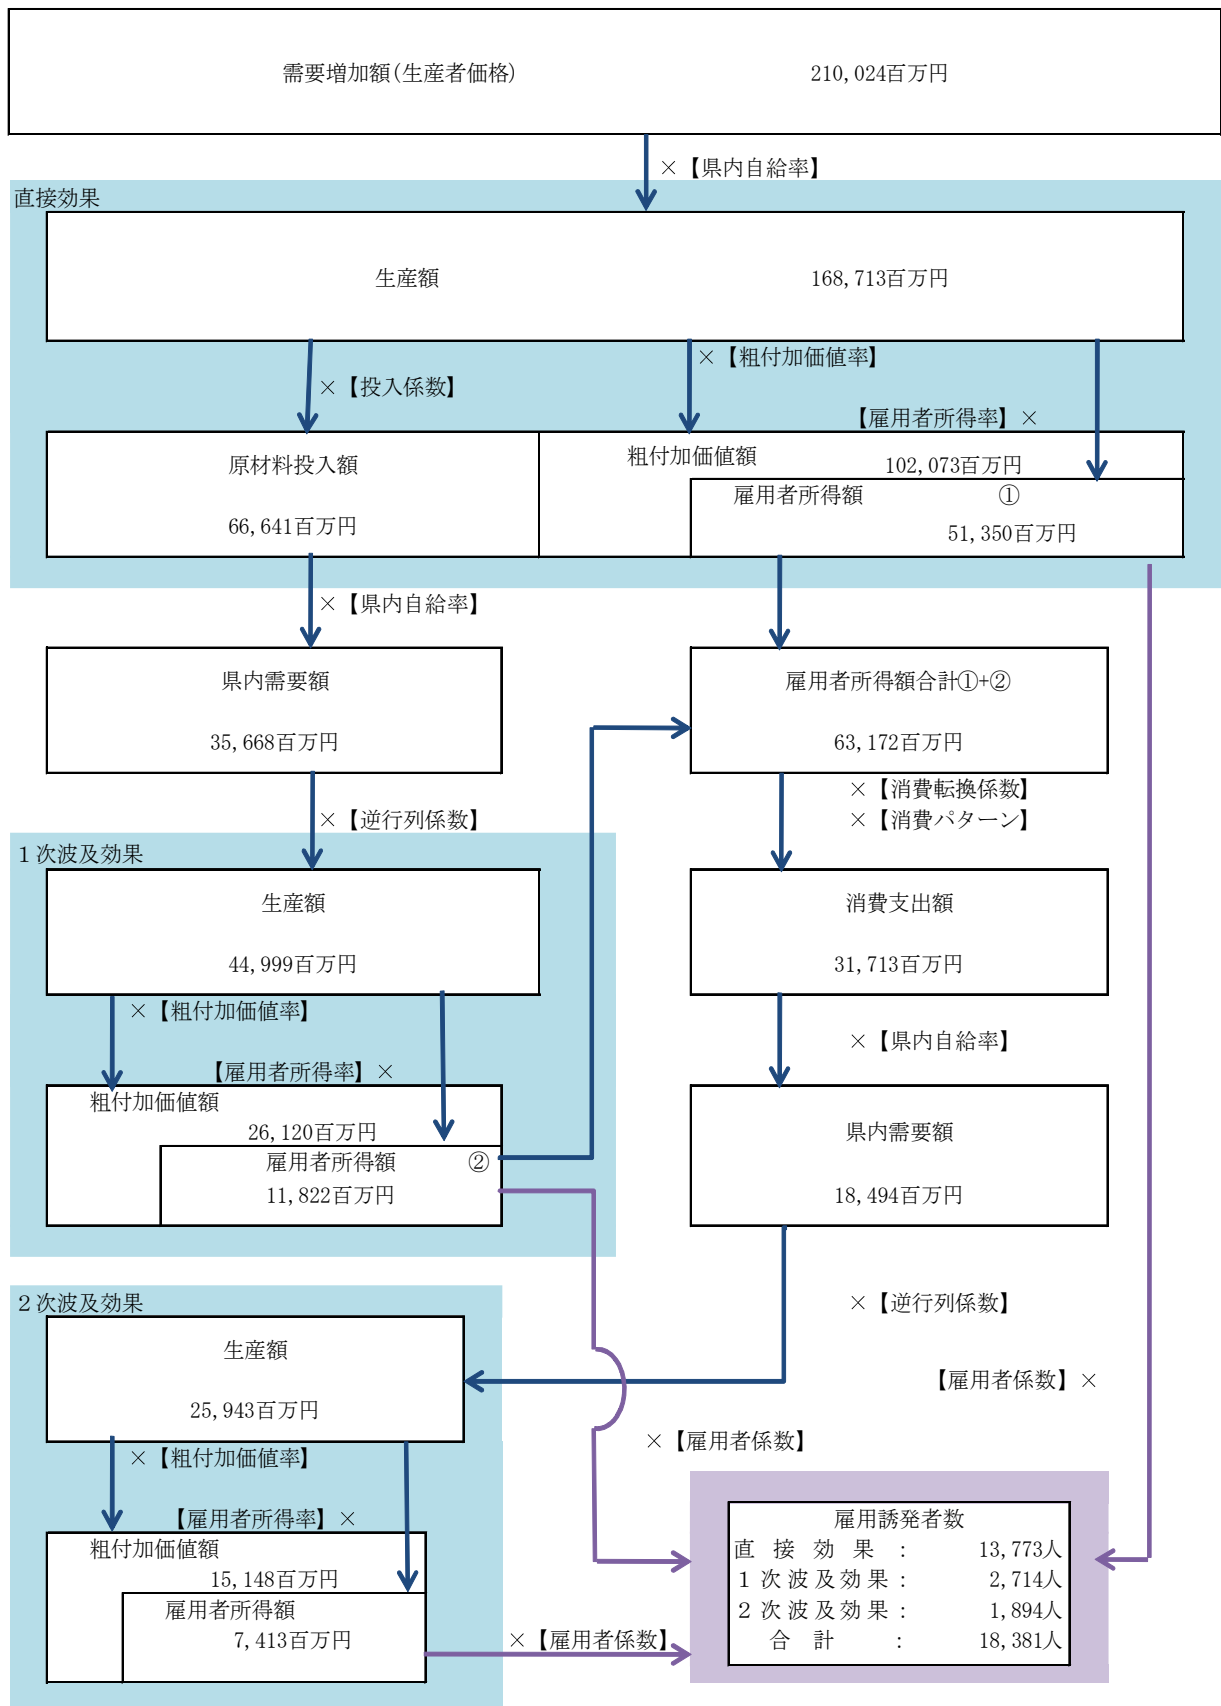 需要増加額(生産者価格) 210,024百万円
×【県内自給率】
直接効果
生産額 168,713百万円
×【粗付加価値率】
×【投入係数】
【雇用者所得率】×
原材料投入額
66,641百万円
粗付加価値額
102,073百万円
雇用者所得額 ①
51,350百万円
×【県内自給率】
県内需要額
35,668百万円
雇用者所得額合計①+②
63,172百万円
×【消費転換係数】
×【消費パターン】
×【逆行列係数】
1次波及効果
生産額
44,999百万円
消費支出額
31,713百万円
×【粗付加価値率】
×【県内自給率】
【雇用者所得率】×
粗付加価値額
26,120百万円
雇用者所得額 ②
11,822百万円
県内需要額
18,494百万円
×【逆行列係数】
2次波及効果
生産額
25,943百万円
【雇用者係数】×
×【雇用者係数】
×【粗付加価値率】
【雇用者所得率】×
粗付加価値額
15,148百万円
雇用者所得額
7,413百万円
×【雇用者係数】
雇用誘発者数
直接効果: 13,773人
1次波及効果: 2,714人
2次波及効果: 1,894人
合計: 18,381人